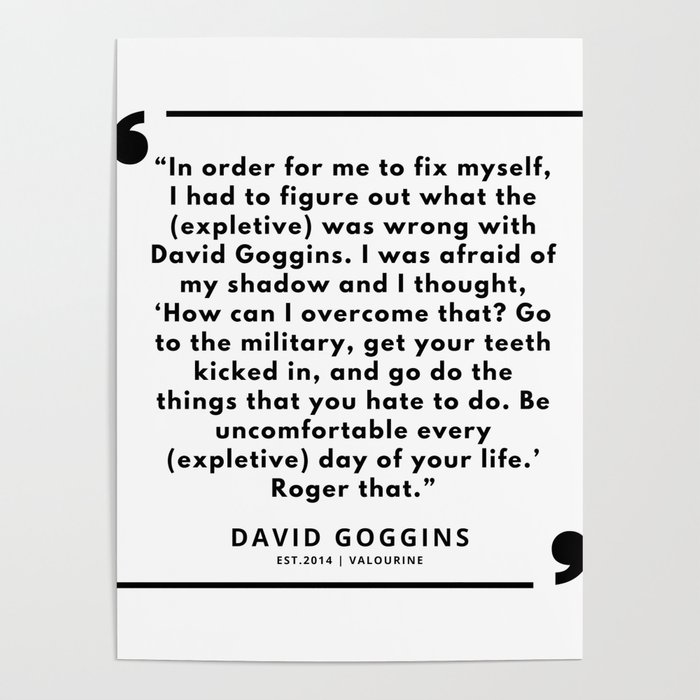 “In order for me to fix myself,
I had to figure out what the
(expletive) was wrong with
David Goggins. I was afraid of
my shadow and I thought,
‘How can I overcome that? Go
to the military, get your teeth
kicked in, and go do the
things that you hate to do. Be
uncomfortable every
(expletive) day of your life.’
Roger that.”
DAVID GOGGINS
EST.2014 | VALOURINE